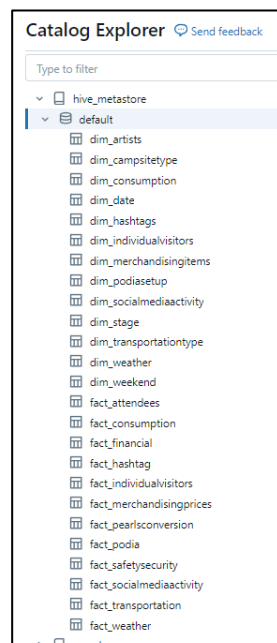 Catalog Explorer Send feedback
Type to filter
hive_metastore
default
dim_artists
dim_campsitetype
dim_consumption
dim_date
dim_hashtags
dim_individualvisitors
dim_merchandisingitems
dim_podiasetup
dim_socialmediaactivity
dim_stage
dim_transportationtype
dim_weather
dim_weekend
fact_attendees
fact_consumption
fact_financial
fact_hashtag
fact_individualvisitors
fact_merchandisingprices
fact_pearlsconversion
fact_podia
fact_safetysecurity
fact_socialmediaactivity
fact_transportation
fact_weather